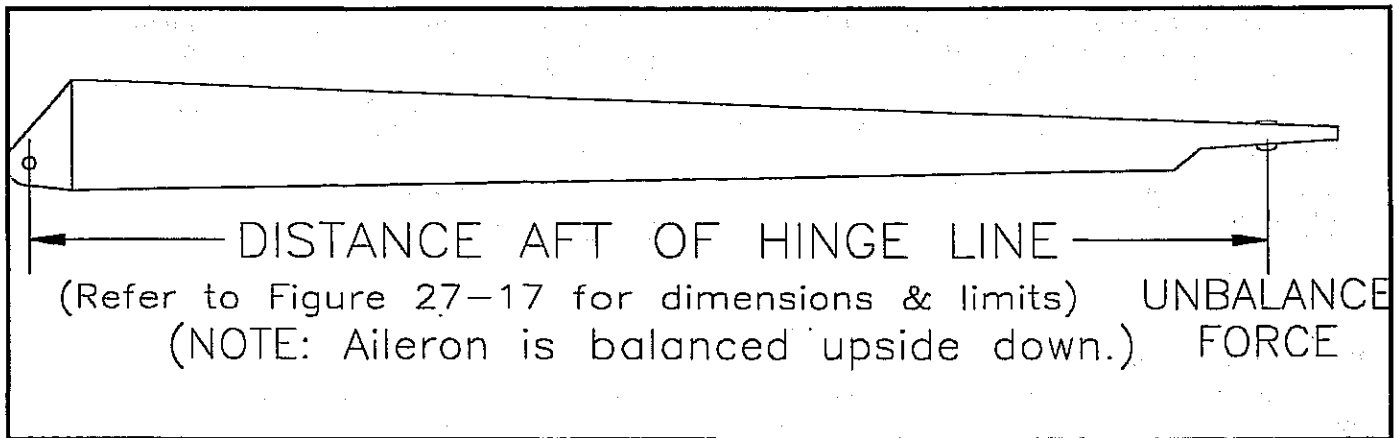 DISTANCE AFT OF HINGE LINE
(Refer to Figure 27-17 for dimensions & limits) UNBALANCE
(NOTE: Aileron is balanced upside down.) FORCE